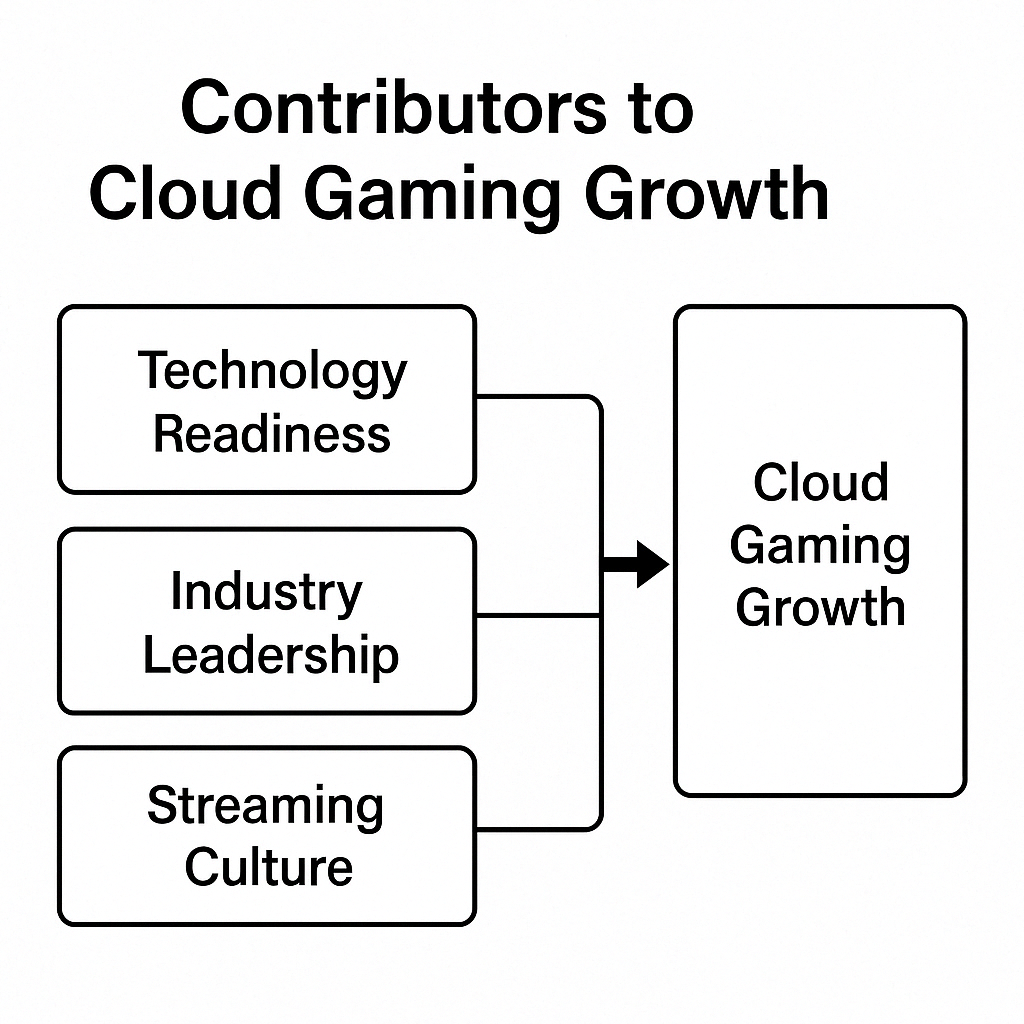 Contributors to
Cloud Gaming Growth
Technology
Readiness
Industry
Leadership
Streaming
Culture
Cloud
Gaming
Growth